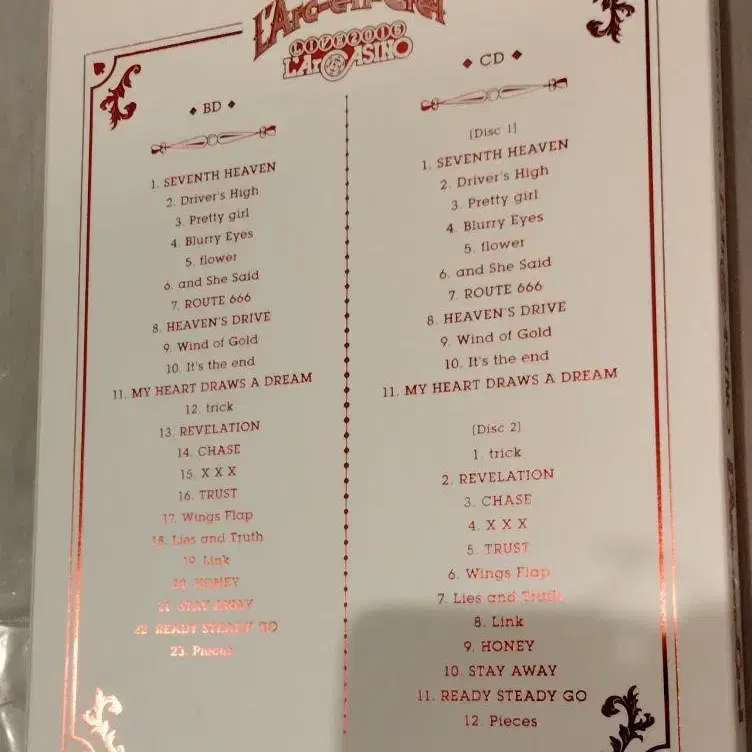 L'Arc~en~Ciel
LIVE 2015
L'ArCASINO
◆ BD ◆
1. SEVENTH HEAVEN
2. Driver's High
3. Pretty girl
4. Blurry Eyes
5. flower
6. and She Said
7. ROUTE 666
8. HEAVEN'S DRIVE
9. Wind of Gold
10. It's the end
11. MY HEART DRAWS A DREAM
12. trick
13. REVELATION
14. CHASE
15. X X X
16. TRUST
17. Wings Flap
18. Lies and Truth
19. Link
20. HONEY
21. STAY AWAY
22. READY STEADY GO
23. Pieces
◆ CD ◆
[Disc 1]
1. SEVENTH HEAVEN
2. Driver's High
3. Pretty girl
4. Blurry Eyes
5. flower
6. and She Said
7. ROUTE 666
8. HEAVEN'S DRIVE
9. Wind of Gold
10. It's the end
11. MY HEART DRAWS A DREAM
[Disc 2]
1. trick
2. REVELATION
3. CHASE
4. X X X
5. TRUST
6. Wings Flap
7. Lies and Truth
8. Link
9. HONEY
10. STAY AWAY
11. READY STEADY GO
12. Pieces